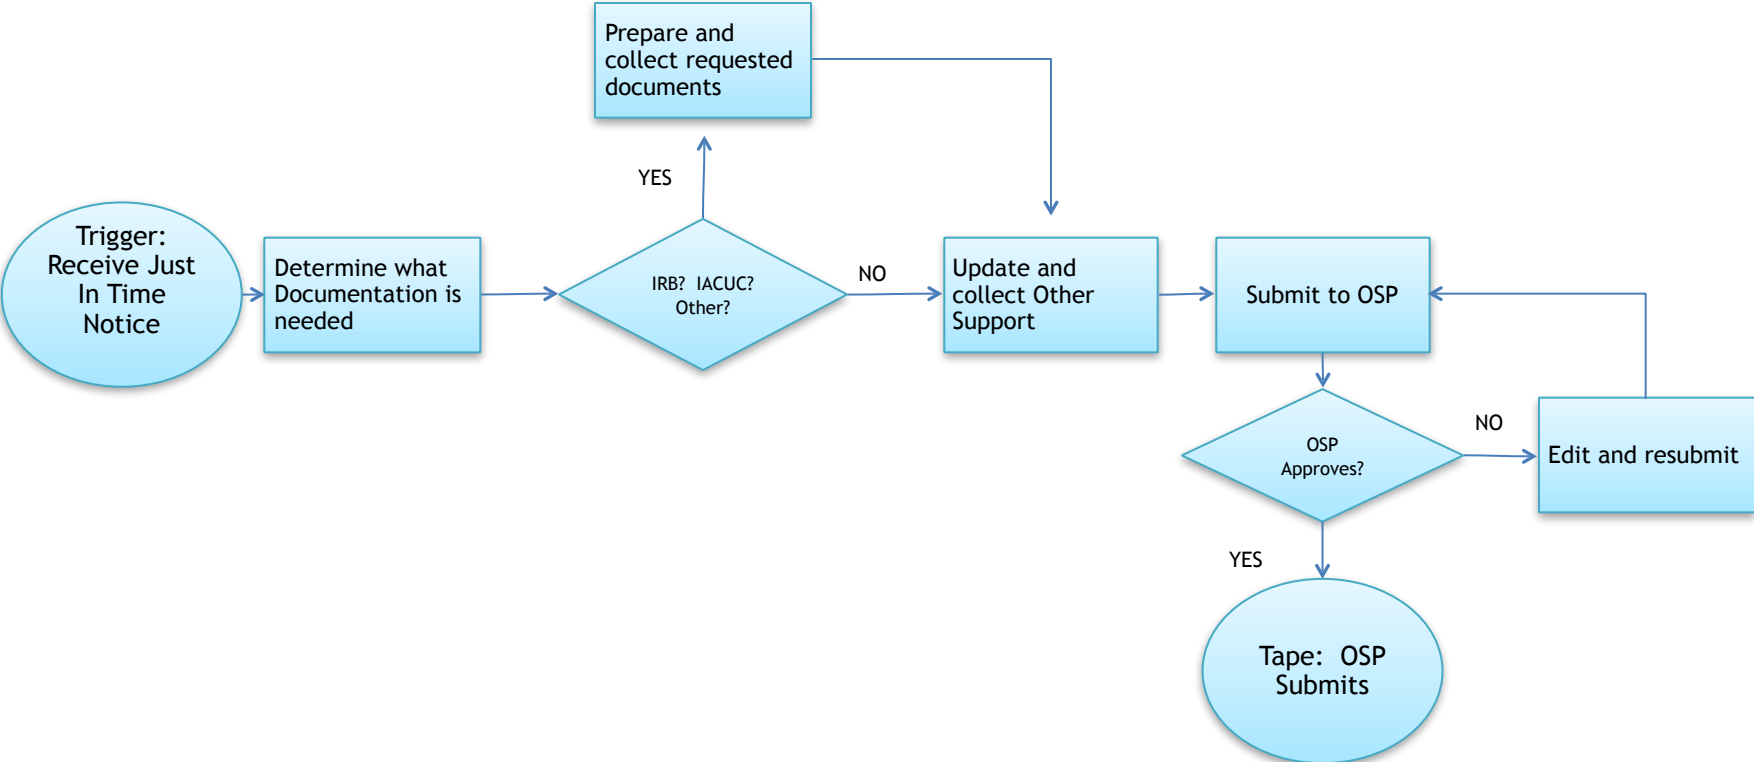 Prepare and
collect requested
documents
YES
Trigger:
Receive Just
In Time
Notice
Determine what
Documentation is
needed
IRB?  IACUC?
Other?
NO
Update and
collect Other
Support
Submit to OSP
OSP
Approves?
NO
Edit and resubmit
YES
Tape:  OSP
Submits